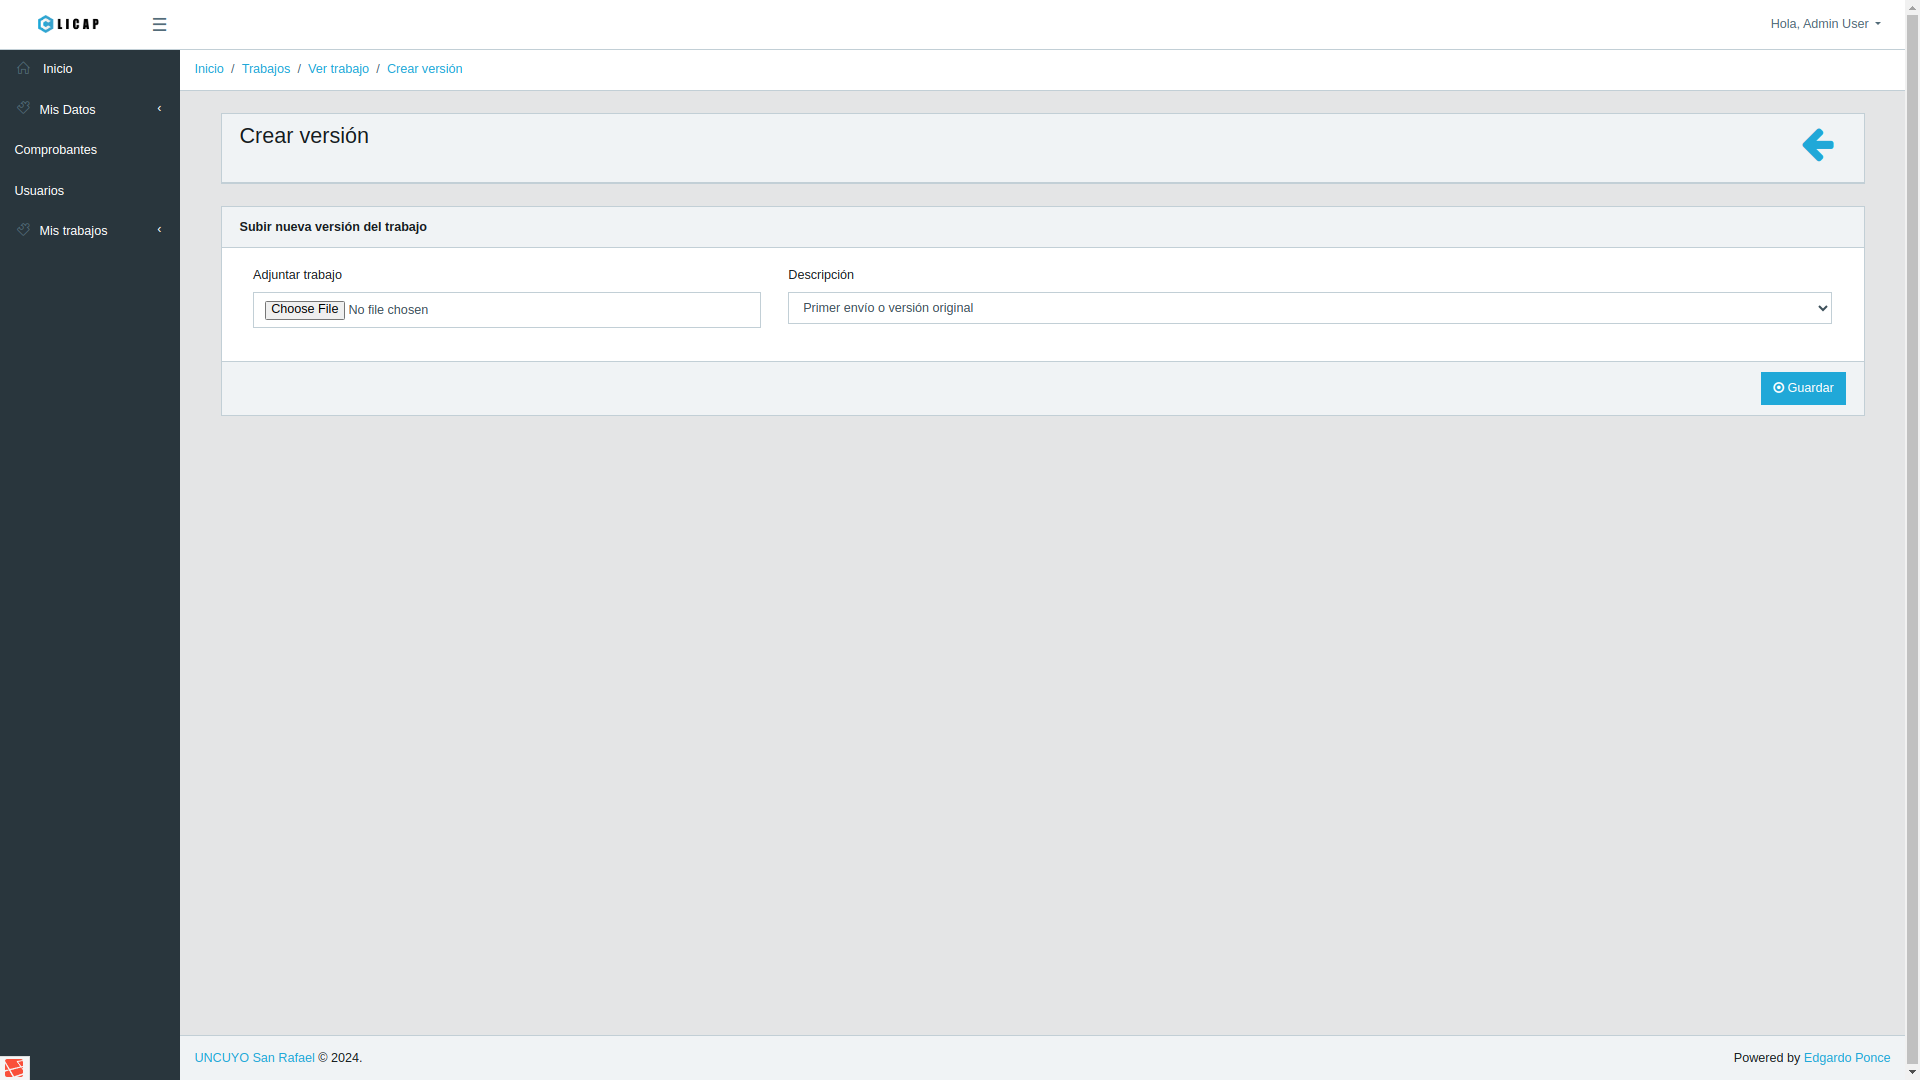 LICAP
Hola, Admin User
Inicio
Mis Datos
Comprobantes
Usuarios
Mis trabajos
Inicio / Trabajos / Ver trabajo / Crear versión
Crear versión
Subir nueva versión del trabajo
Adjuntar trabajo
Choose File No file chosen
Descripción
Primer envío o versión original
Guardar
UNCUYO San Rafael © 2024.
Powered by Edgardo Ponce